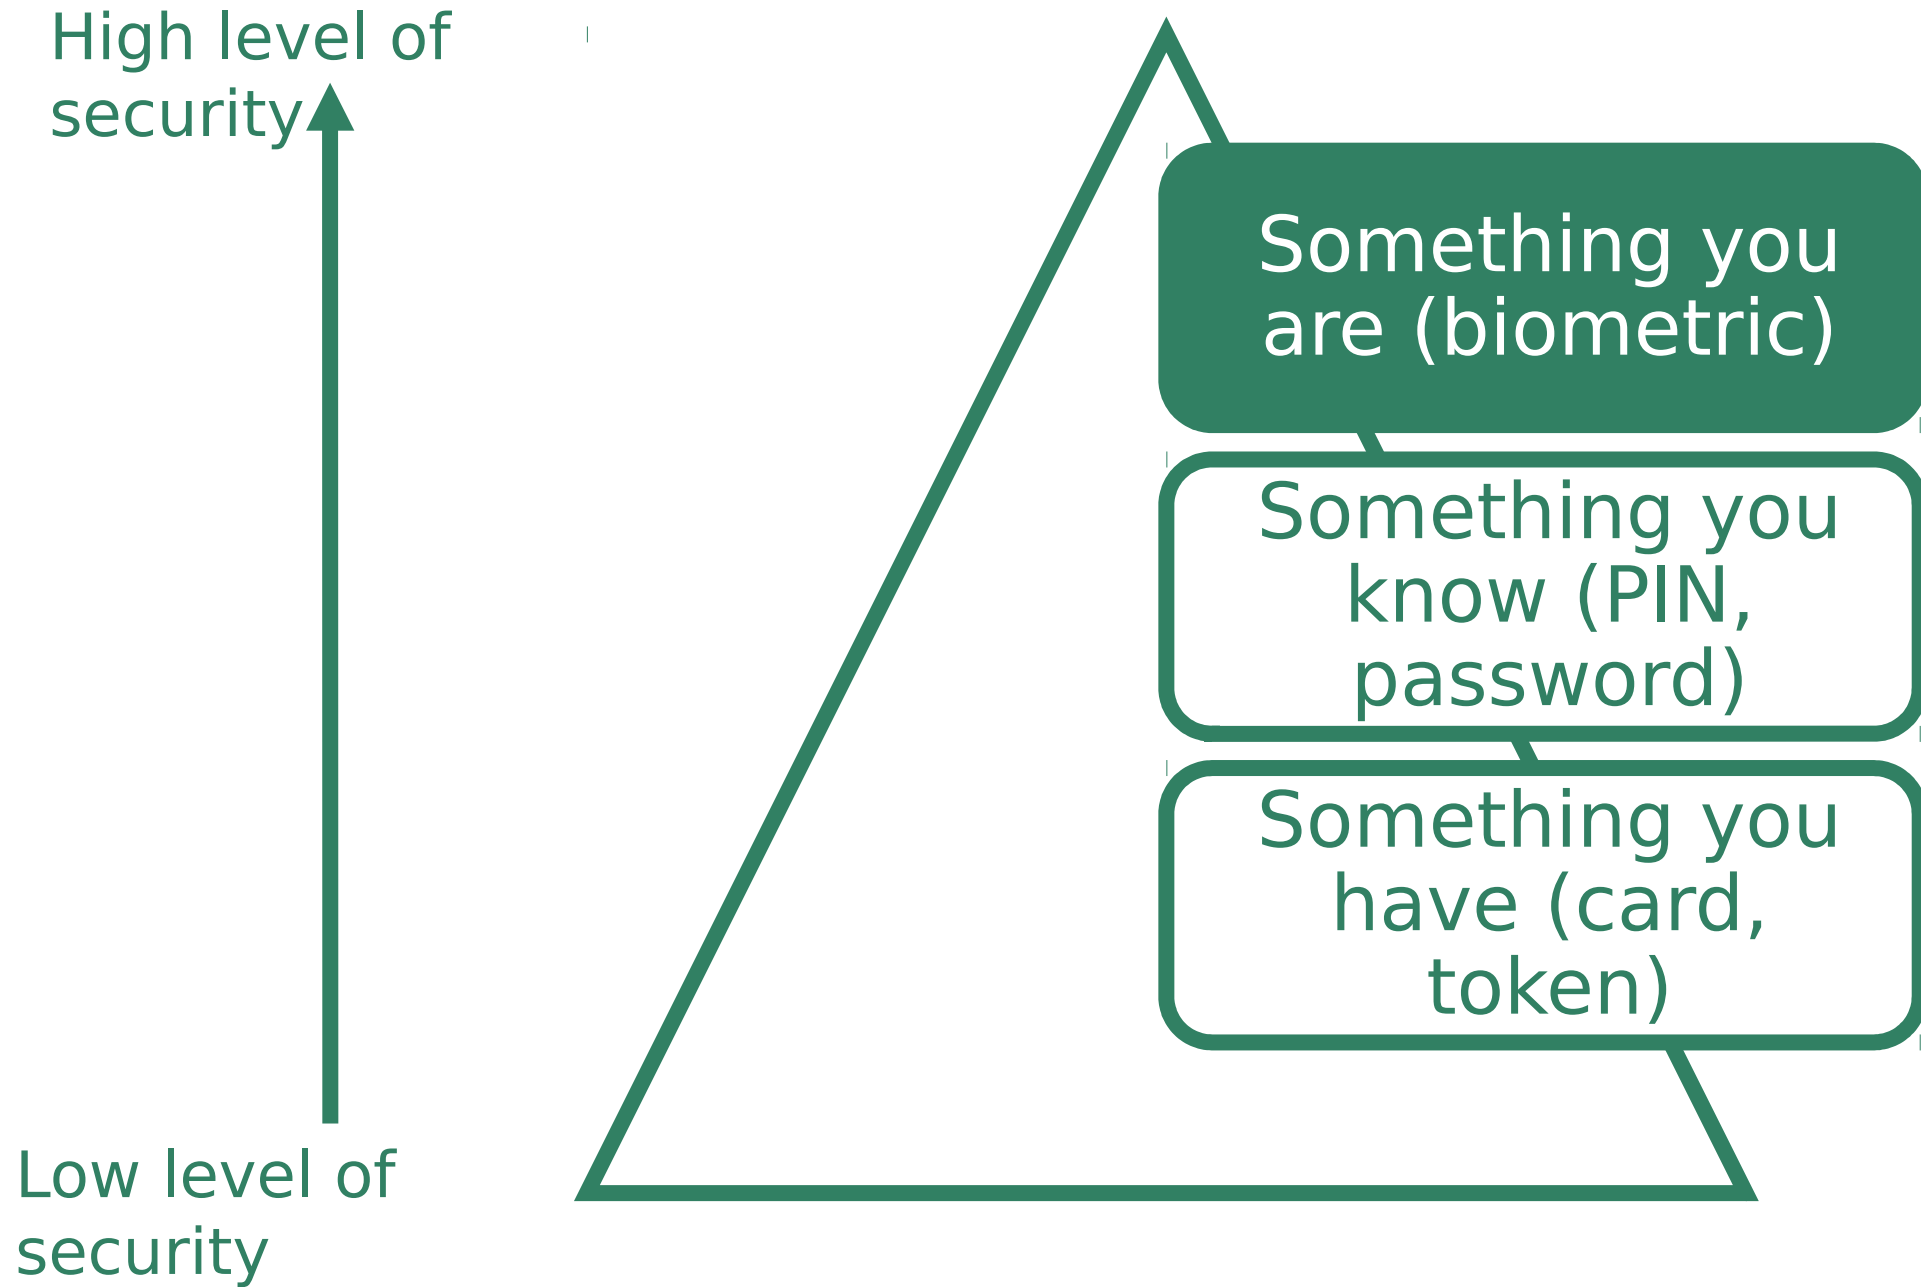 High level of
security
Something you
are (biometric)
Something you
know (PIN,
password)
Something you
have (card,
token)
Low level of
security